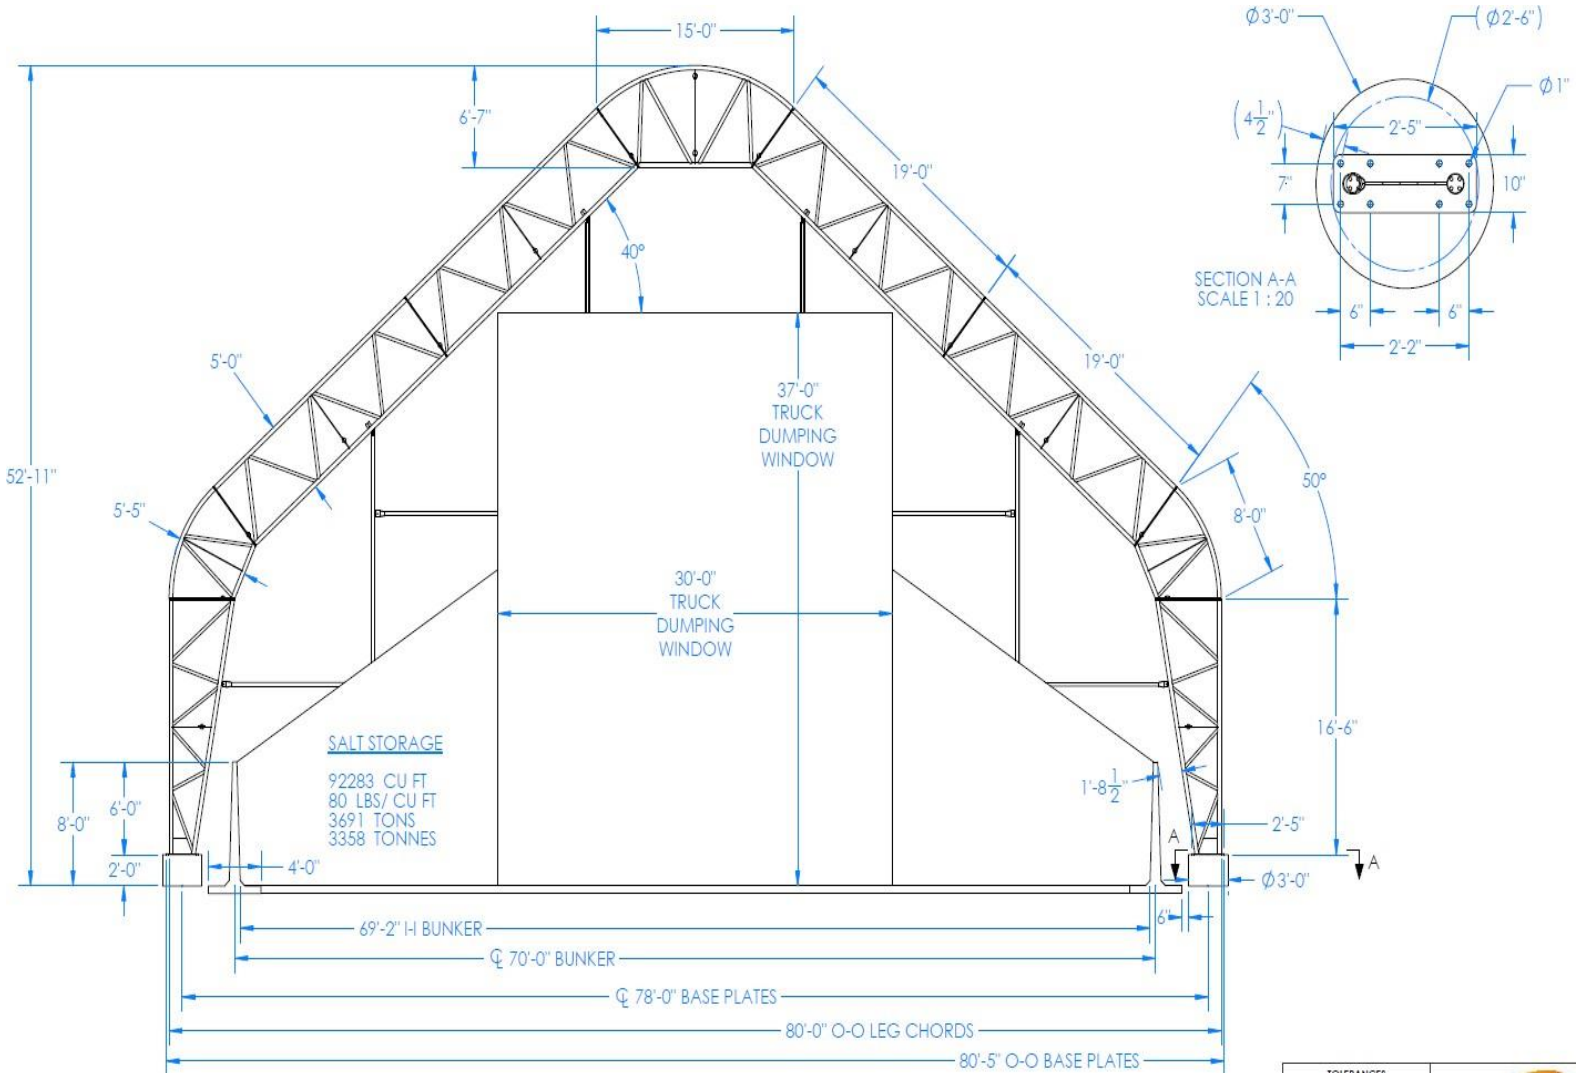 15'-0"
6'-7"
52'-11"
19'-0"
19'-0"
40°
5'-0"
5'-5"
50°
8'-0"
16'-6"
37'-0"
TRUCK
DUMPING
WINDOW
30'-0"
TRUCK
DUMPING
WINDOW
SALT STORAGE
92283 CU FT
80 LBS/ CU FT
3691 TONS
3358 TONNES
8'-0"
6'-0"
2'-0"
4'-0"
1'-8 1/2"
2'-5"
A
A
Ø3'-0"
6"
69'-2" I-I BUNKER
℄ 70'-0" BUNKER
℄ 78'-0" BASE PLATES
80'-0" O-O LEG CHORDS
80'-5" O-O BASE PLATES
Ø3'-0"
(Ø2'-6")
Ø1"
(4 1/2")
2'-5"
7"
10"
SECTION A-A
SCALE 1 : 20
6"
6"
2'-2"